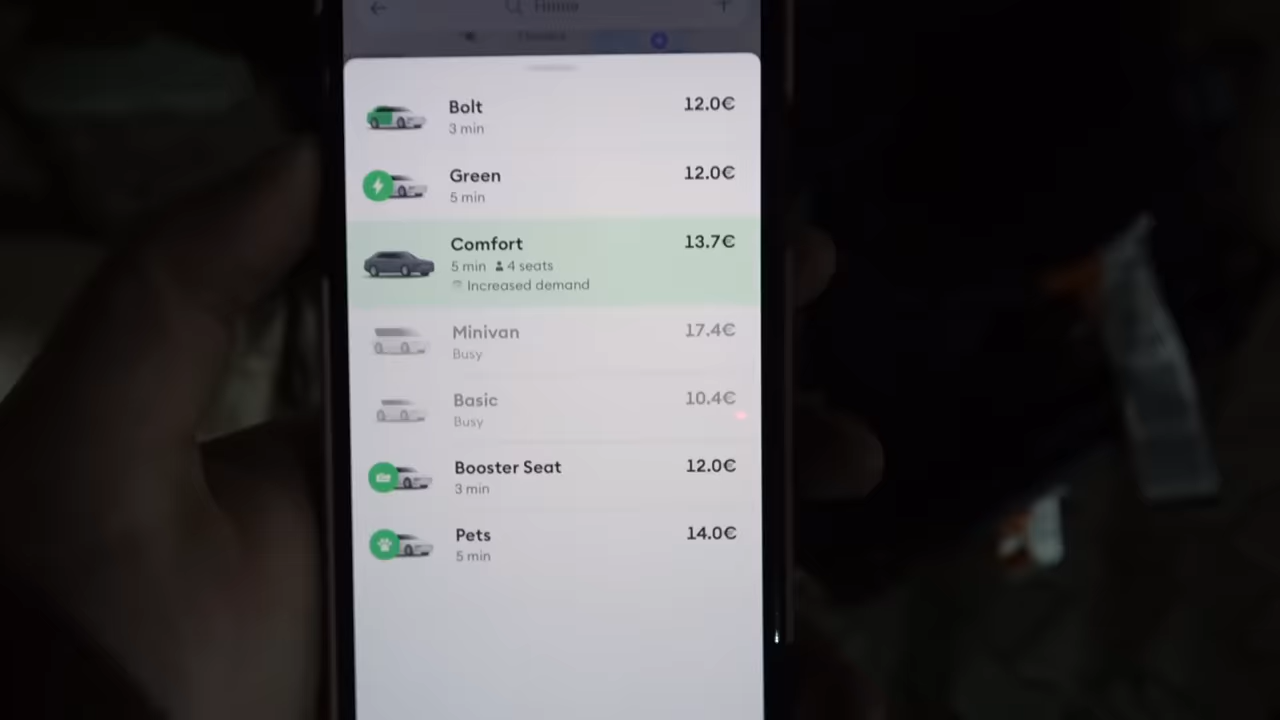 Home
Bolt 12.0€
3 min
Green 12.0€
5 min
Comfort 13.7€
5 min 4 seats
Increased demand
Minivan 17.4€
Busy
Basic 10.4€
Busy
Booster Seat 12.0€
3 min
Pets 14.0€
5 min